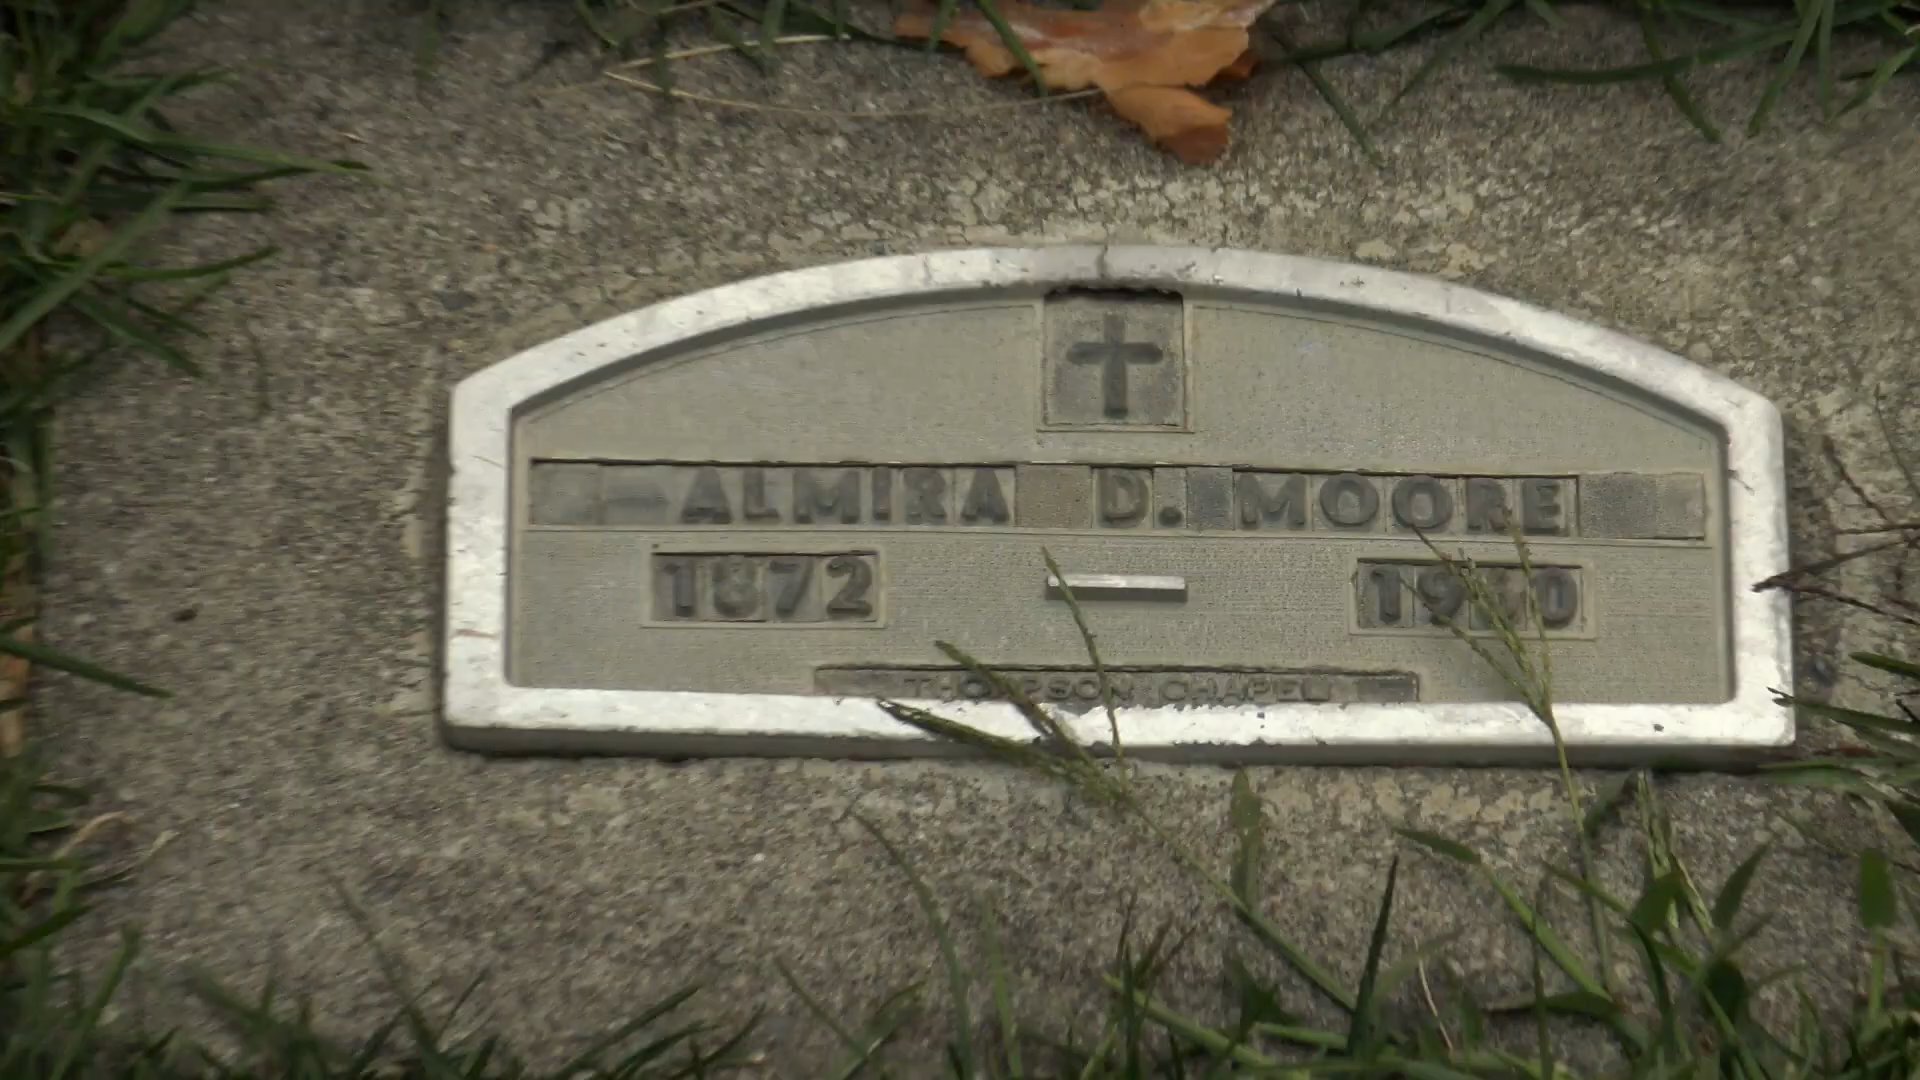 ALMIRA D. MOORE
1872 —
THOMPSON CHAPEL